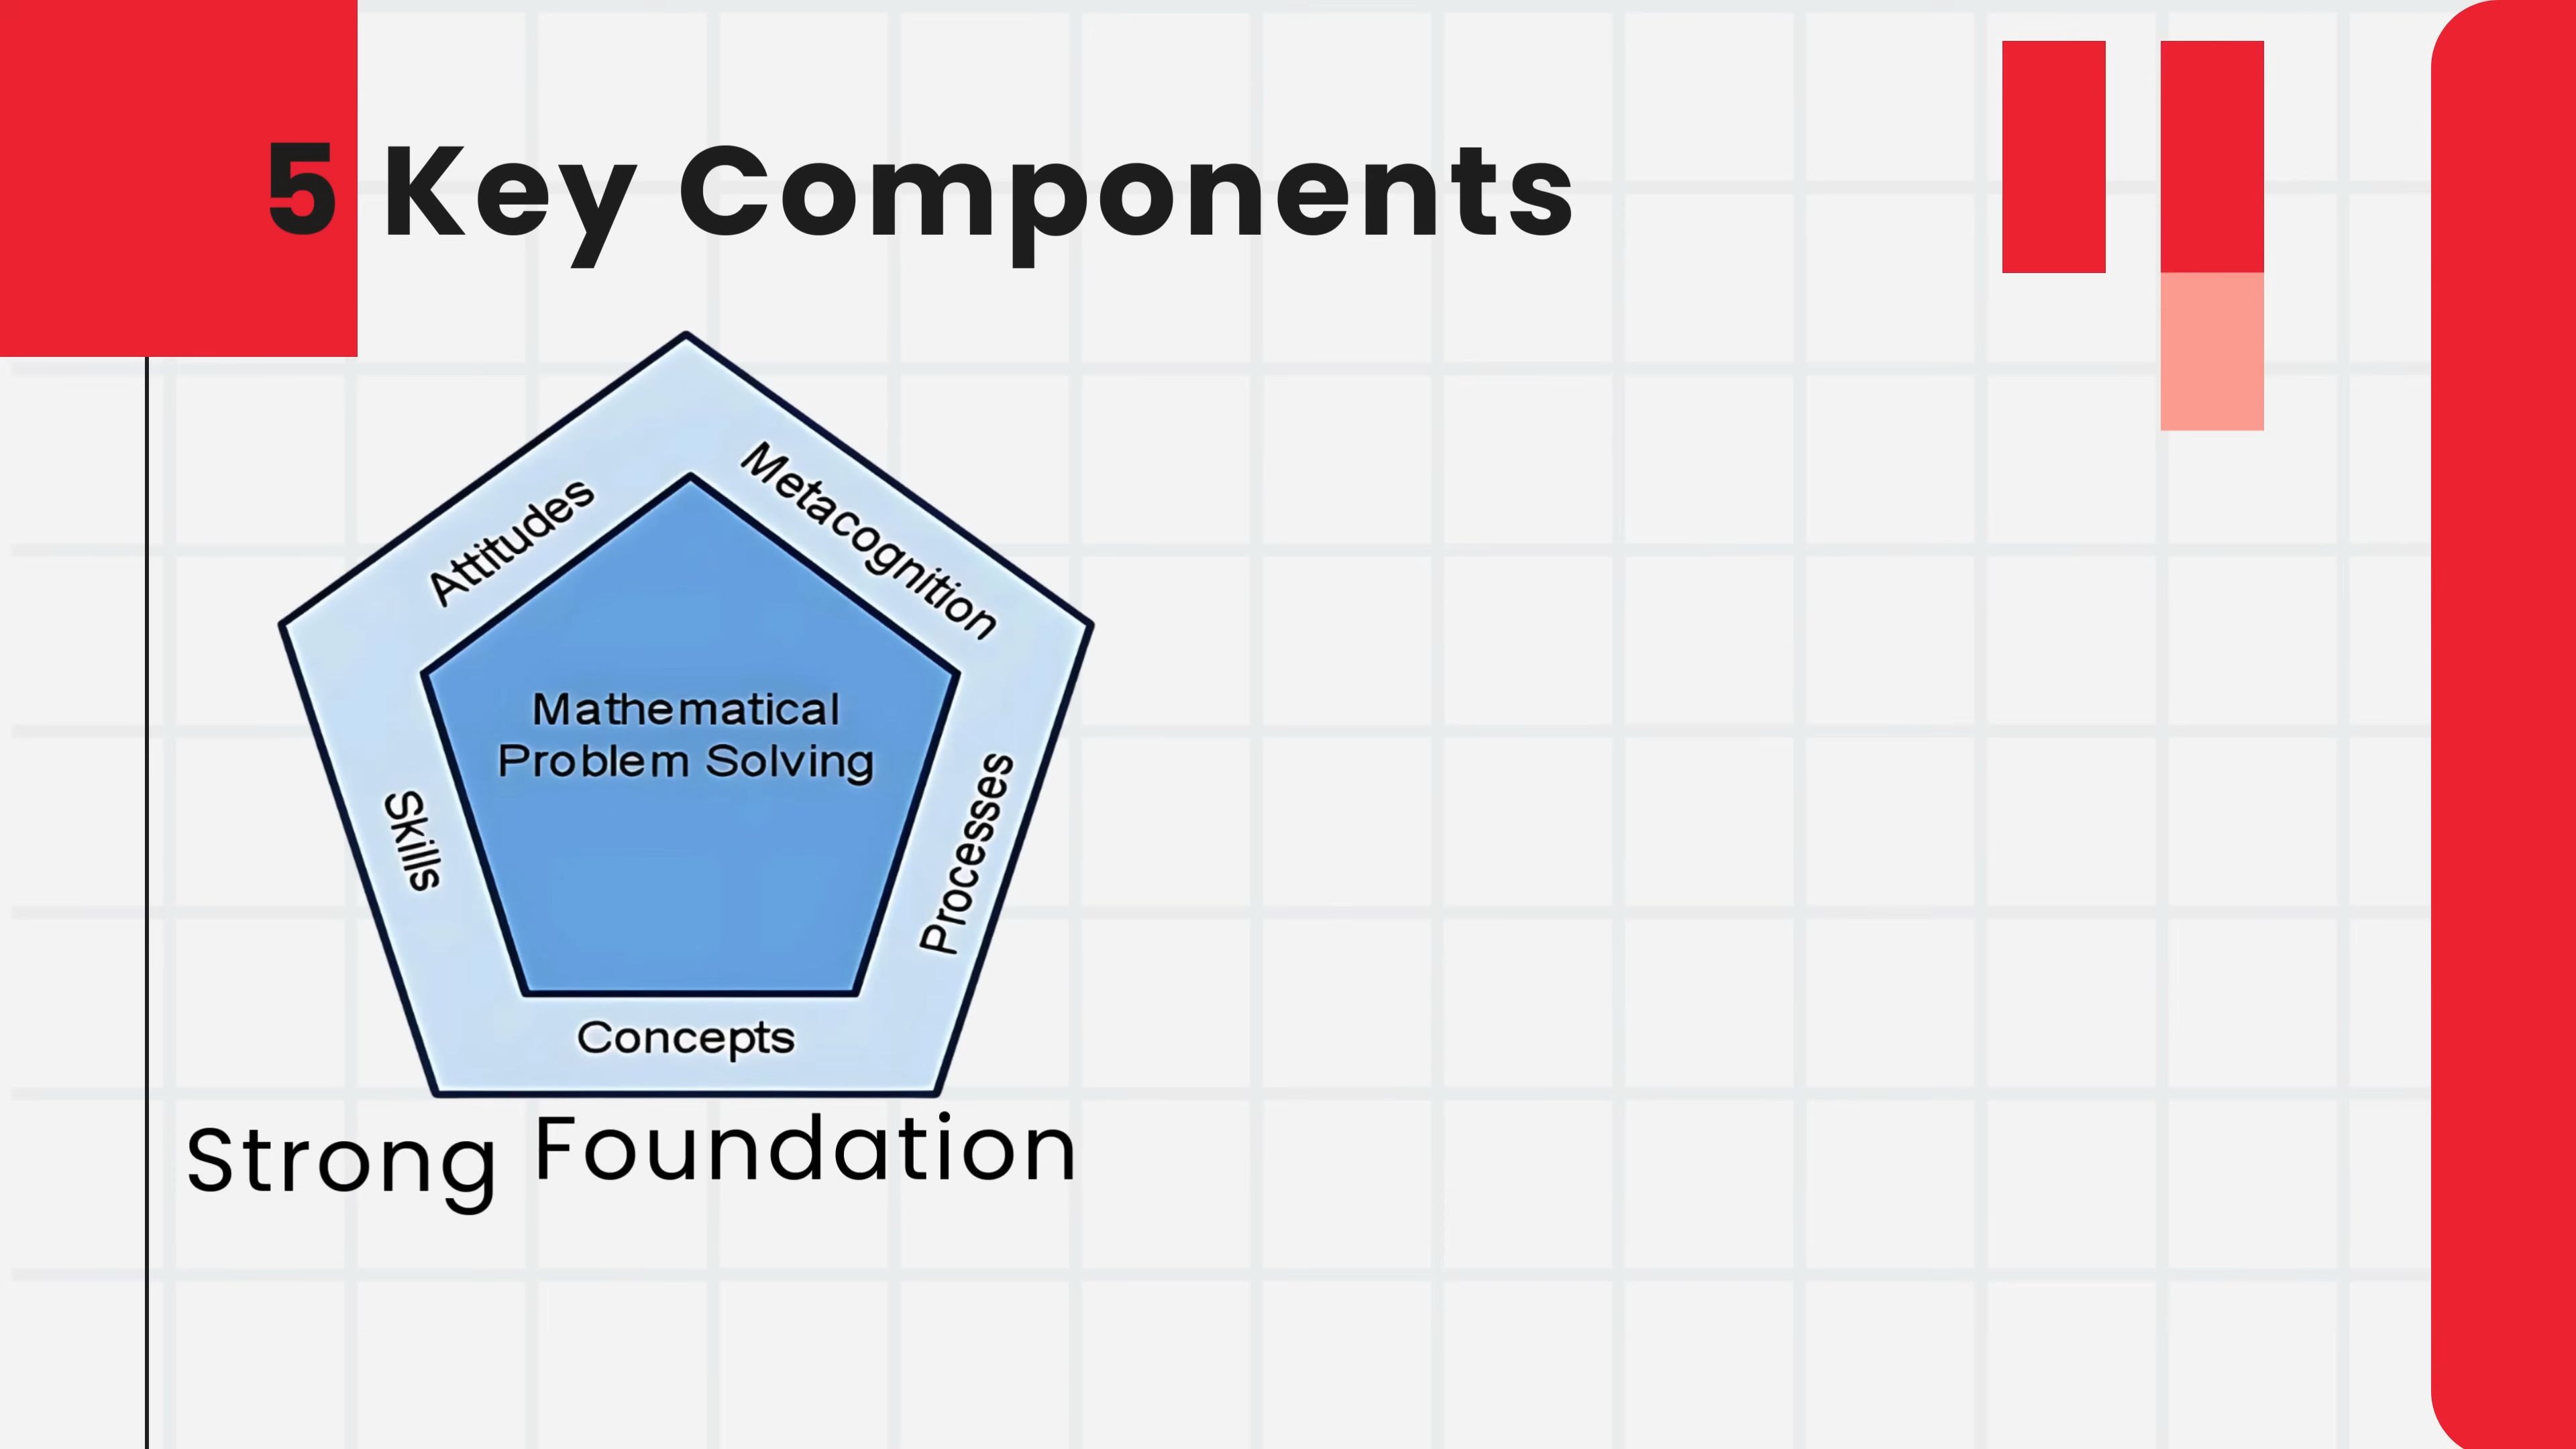 5 Key Components
Attitudes
Metacognition
Mathematical
Problem Solving
Skills
Processes
Concepts
Strong Foundation